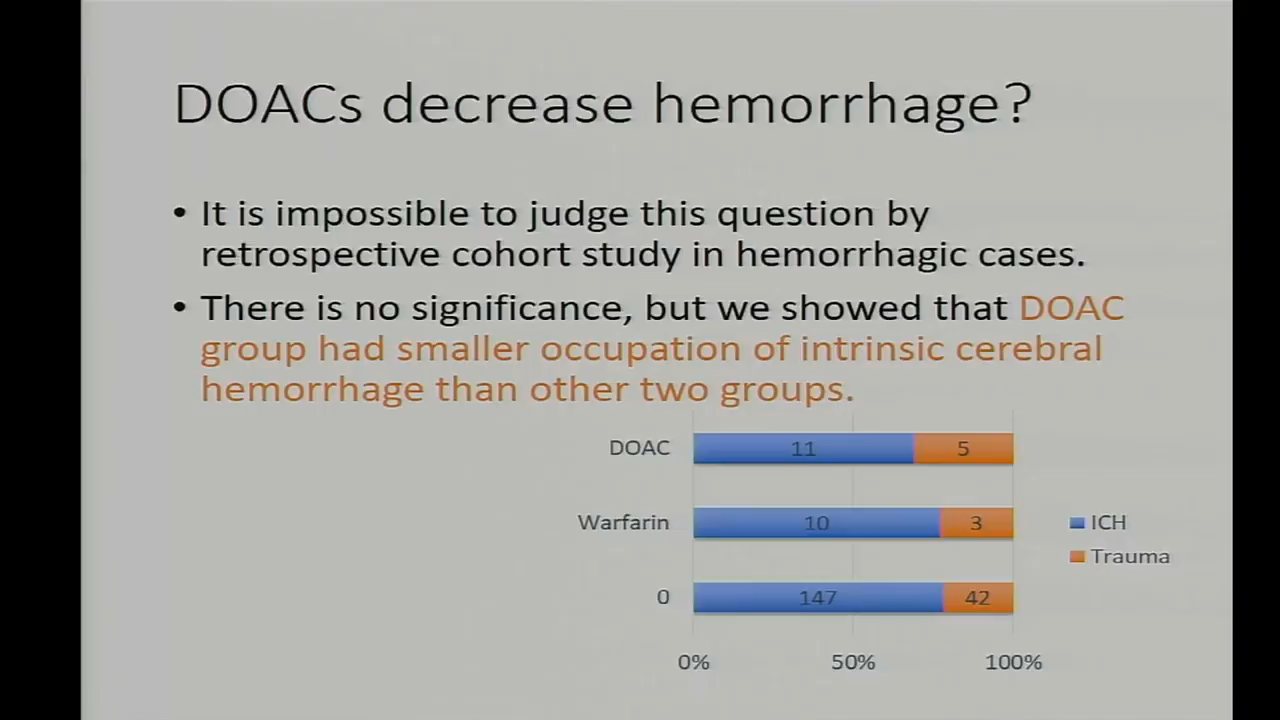 DOACs decrease hemorrhage?
• It is impossible to judge this question by
retrospective cohort study in hemorrhagic cases.
• There is no significance, but we showed that DOAC
group had smaller occupation of intrinsic cerebral
hemorrhage than other two groups.
DOAC 11 5
Warfarin 10 3
0 147 42
0% 50% 100%
ICH
Trauma